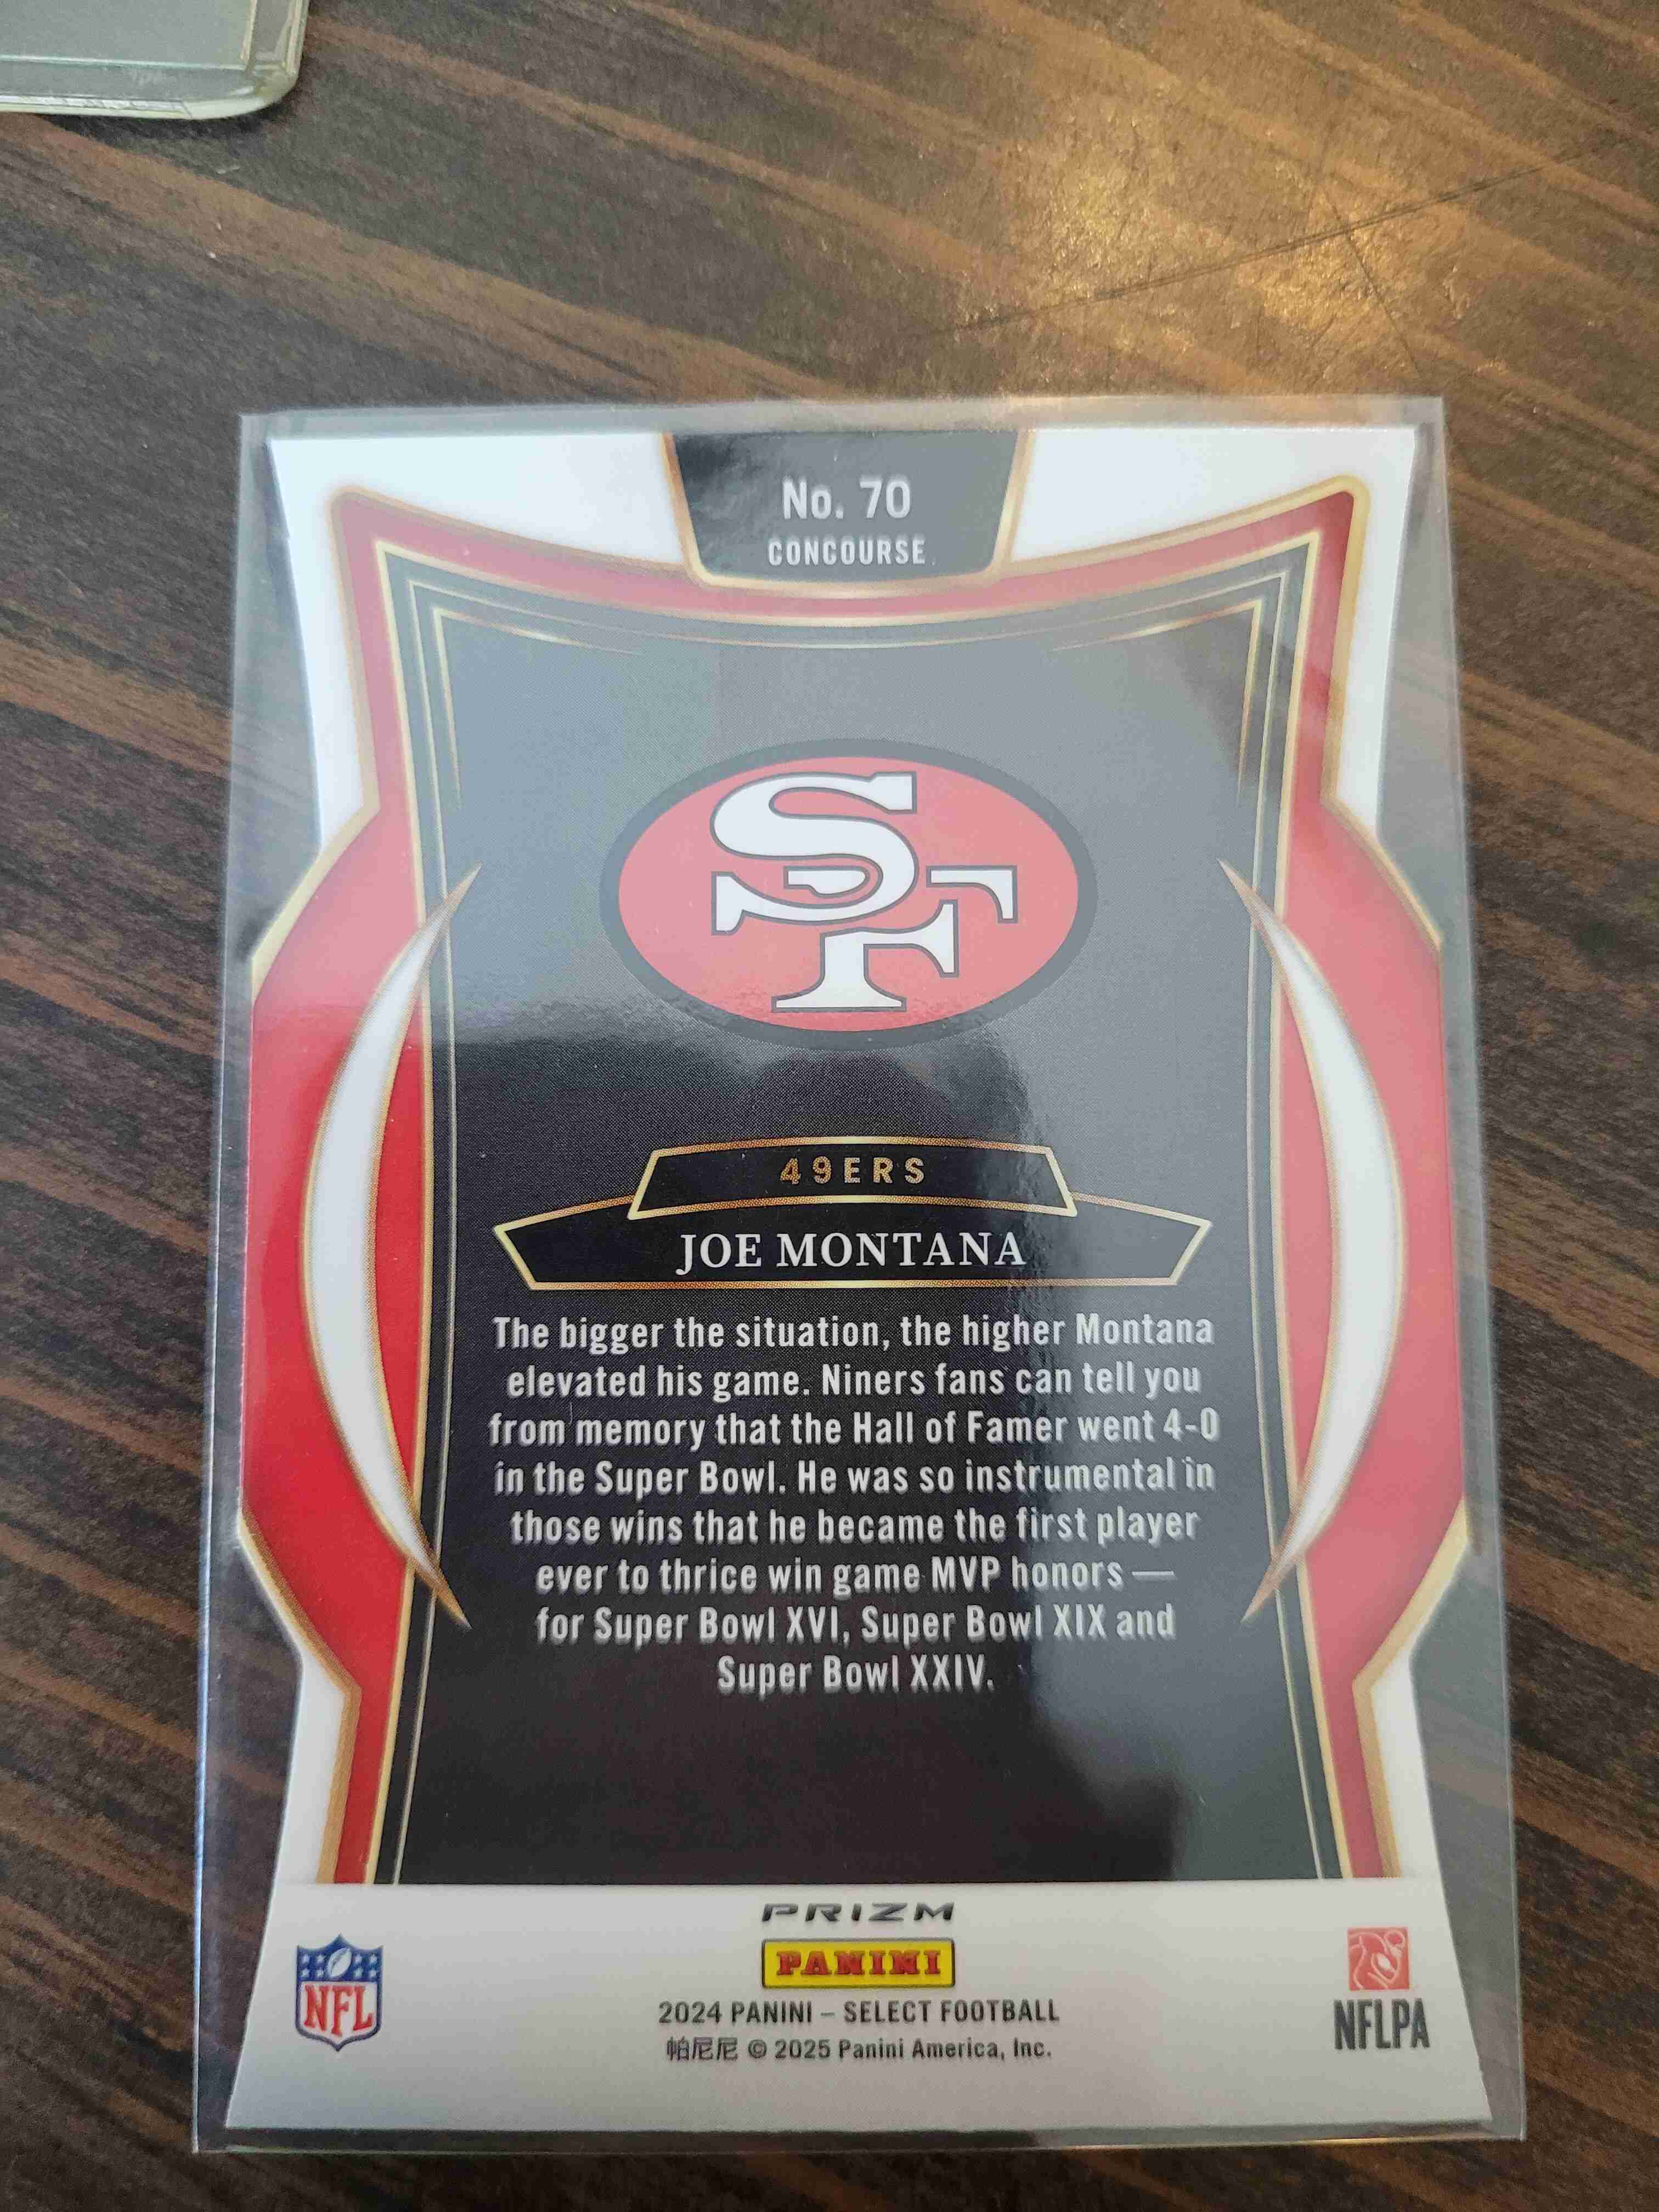 No. 70
CONCOURSE
SF
49ERS
JOE MONTANA
The bigger the situation, the higher Montana
elevated his game. Niners fans can tell you
from memory that the Hall of Famer went 4-0
in the Super Bowl. He was so instrumental in
those wins that he became the first player
ever to thrice win game MVP honors —
for Super Bowl XVI, Super Bowl XIX and
Super Bowl XXIV.
PRIZM
PANINI
NFL
2024 PANINI – SELECT FOOTBALL
帕尼尼 © 2025 Panini America, Inc.
NFLPA